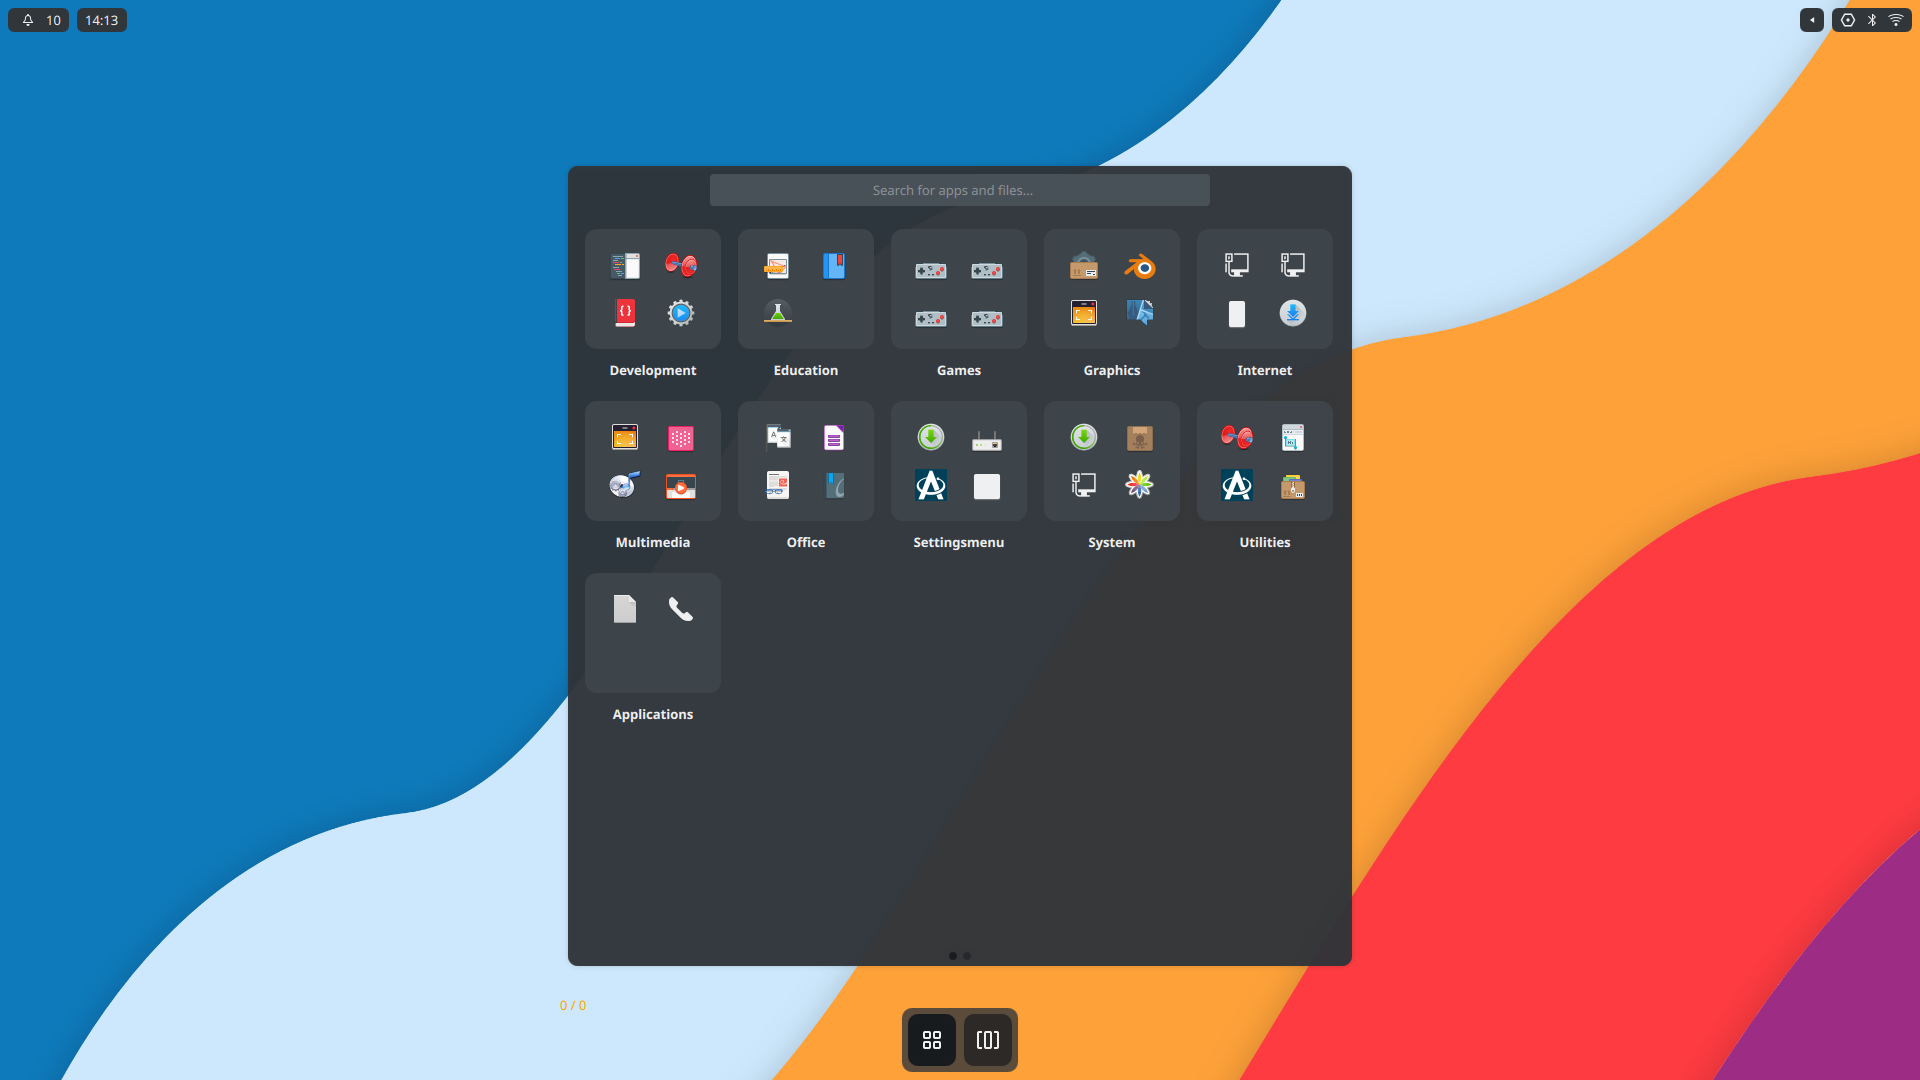 10
14:13
Search for apps and files...
Development
Education
Games
Graphics
Internet
Multimedia
Office
Settingsmenu
System
Utilities
Applications
0 / 0